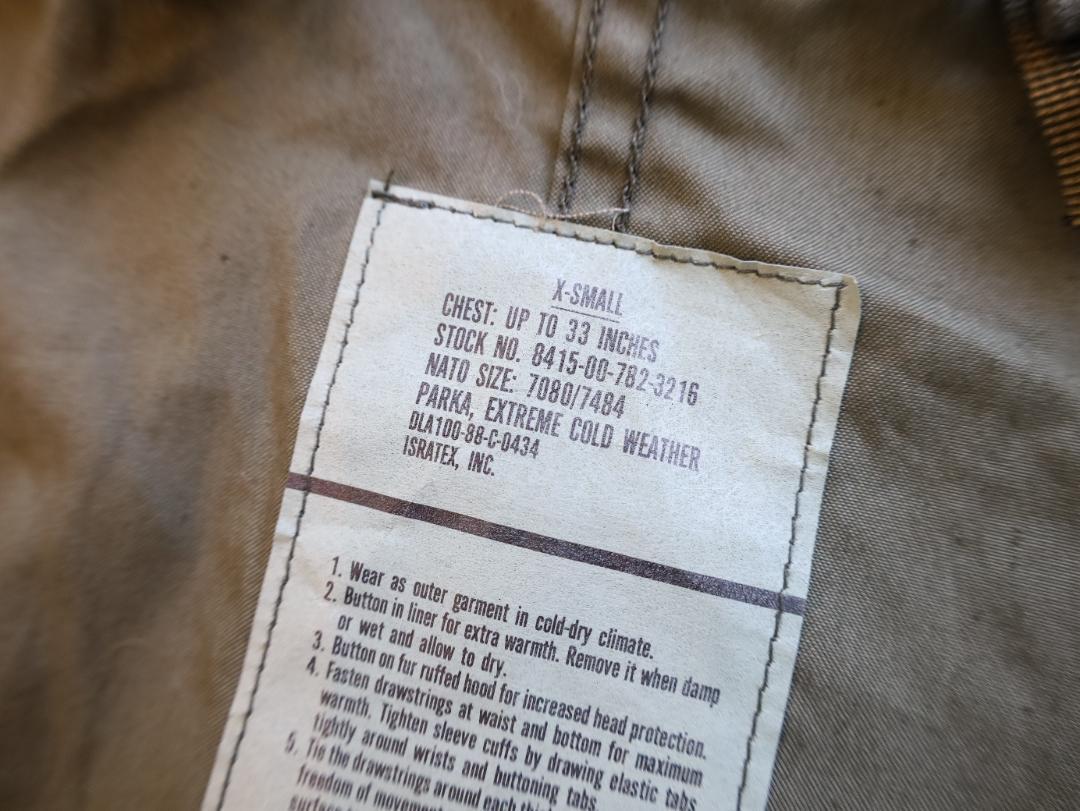 X-SMALL
CHEST: UP TO 33 INCHES
STOCK NO. 8415-00-782-3216
NATO SIZE: 7080/7484
PARKA, EXTREME COLD WEATHER
DLA100-88-C-0434
ISRATEX, INC.
1. Wear as outer garment in cold-dry climate.
2. Button in liner for extra warmth. Remove it when damp
or wet and allow to dry.
3. Button on fur ruffed hood for increased head protection.
4. Fasten drawstrings at waist and bottom for maximum
warmth. Tighten sleeve cuffs by drawing elastic tabs
tightly around wrists and buttoning tabs.
5. Tie the drawstrings around each
freedom of